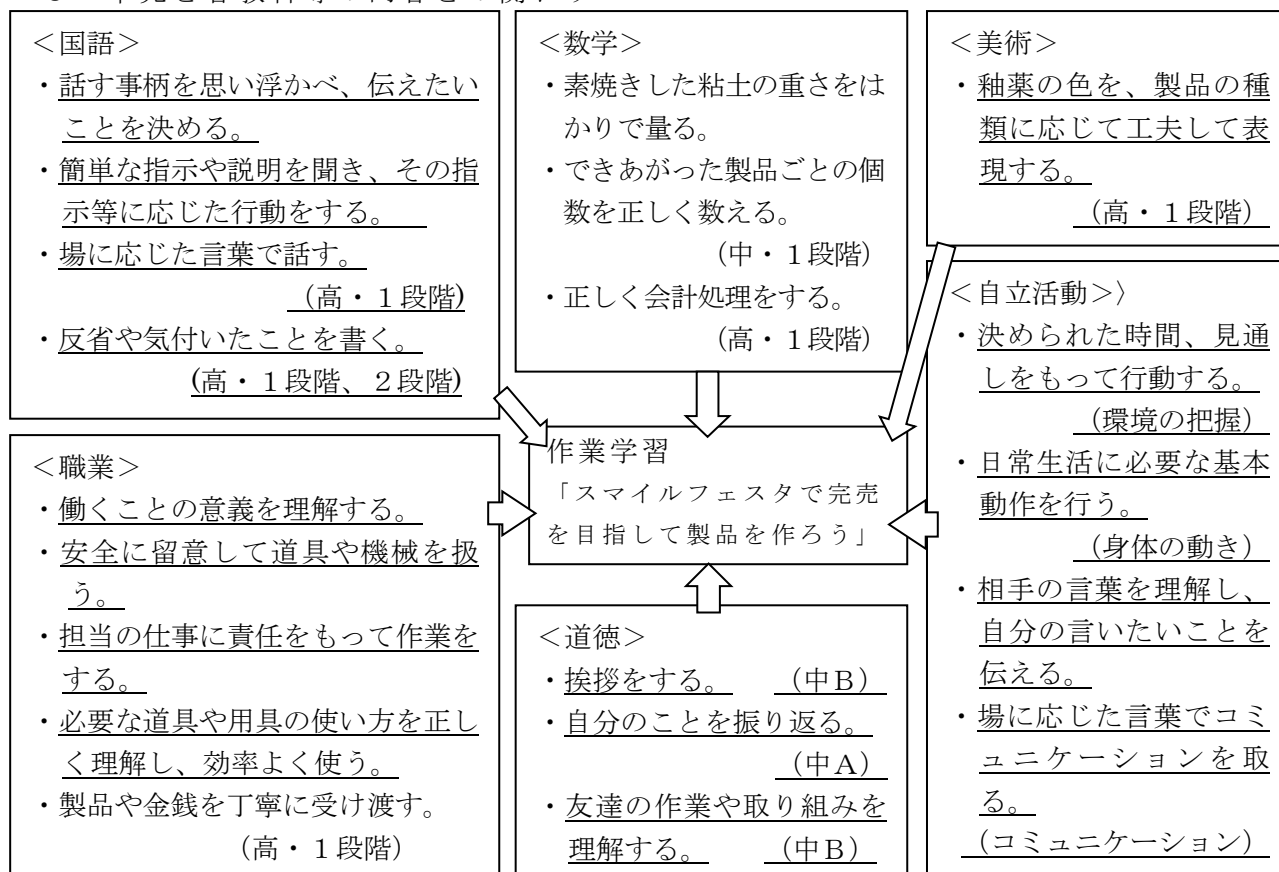 ＜国語＞
・話す事柄を思い浮かべ、伝えたい
ことを決める。
・簡単な指示や説明を聞き、その指
示等に応じた行動をする。
・場に応じた言葉で話す。
（高・１段階)
・反省や気付いたことを書く。
(高・１段階、２段階)
＜数学＞
・素焼きした粘土の重さをは
かりで量る。
・できあがった製品ごとの個
数を正しく数える。
（中・１段階）
・正しく会計処理をする。
（高・１段階）
＜美術＞
・釉薬の色を、製品の種
類に応じて工夫して表
現する。
（高・１段階）
＜職業＞
・働くことの意義を理解する。
・安全に留意して道具や機械を扱
う。
・担当の仕事に責任をもって作業を
する。
・必要な道具や用具の使い方を正し
く理解し、効率よく使う。
・製品や金銭を丁寧に受け渡す。
（高・１段階）
作業学習
「スマイルフェスタで完売
を目指して製品を作ろう」
＜道徳＞
・挨拶をする。　（中Ｂ）
・自分のことを振り返る。
（中Ａ）
・友達の作業や取り組みを
理解する。　（中Ｂ）
＜自立活動＞〉
・決められた時間、見通
しをもって行動する。
（環境の把握）
・日常生活に必要な基本
動作を行う。
（身体の動き）
・相手の言葉を理解し、
自分の言いたいことを
伝える。
・場に応じた言葉でコミ
ュニケーションを取
る。
（コミュニケーション）